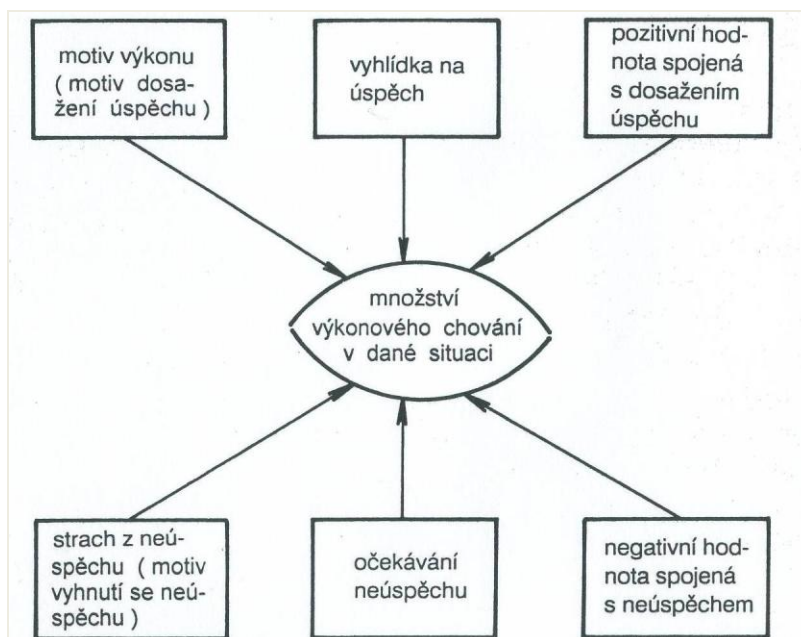 motiv výkonu
( motiv dosa-
žení úspěchu )
vyhlídka na
úspěch
pozitivní hod-
nota spojená
s dosažením
úspěchu
množství
výkonového chování
v dané situaci
strach z neú-
spěchu ( motiv
vyhnutí se neú-
spěchu )
očekávání
neúspěchu
negativní hod-
nota spojená
s neúspěchem